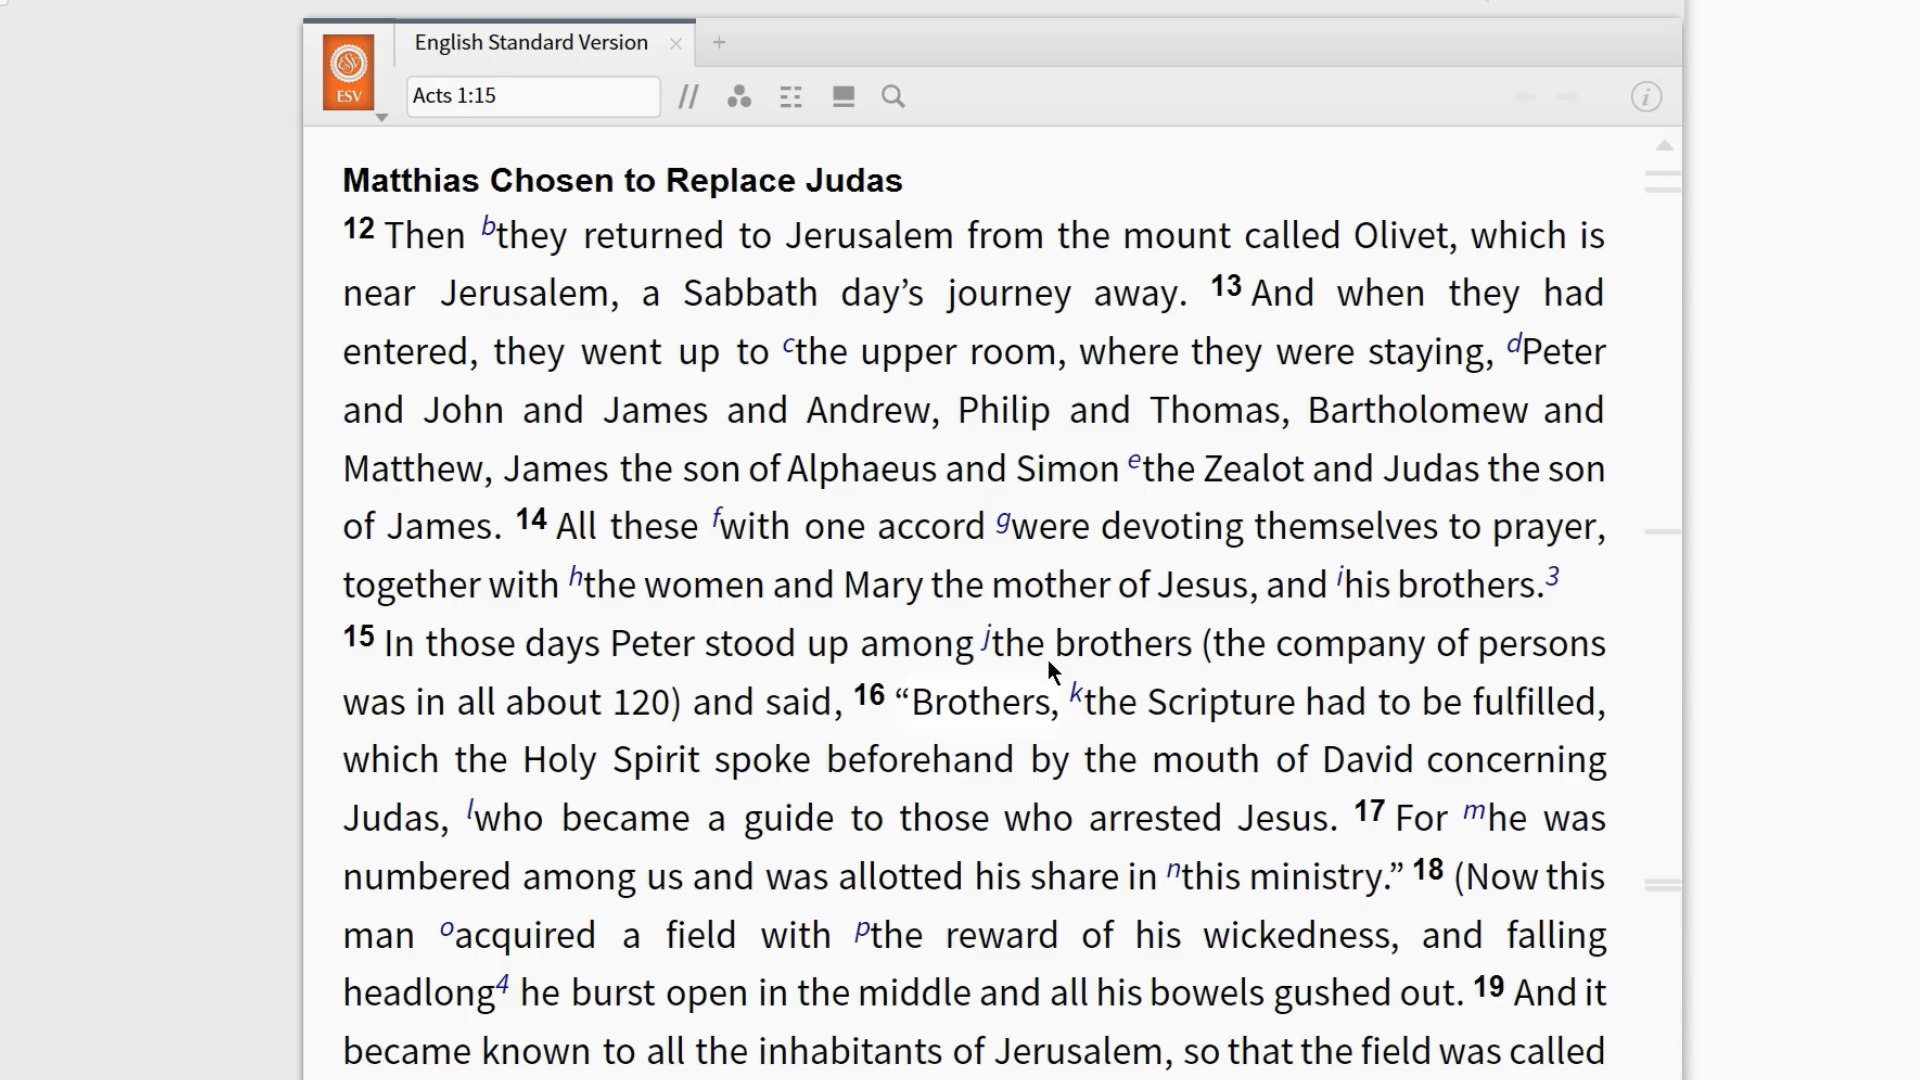 English Standard Version
ESV
Acts 1:15
Matthias Chosen to Replace Judas
12 Then bthey returned to Jerusalem from the mount called Olivet, which is
near Jerusalem, a Sabbath day’s journey away. 13 And when they had
entered, they went up to cthe upper room, where they were staying, dPeter
and John and James and Andrew, Philip and Thomas, Bartholomew and
Matthew, James the son of Alphaeus and Simon ethe Zealot and Judas the son
of James. 14 All these fwith one accord gwere devoting themselves to prayer,
together with hthe women and Mary the mother of Jesus, and ihis brothers.3
15 In those days Peter stood up among jthe brothers (the company of persons
was in all about 120) and said, 16 “Brothers, kthe Scripture had to be fulfilled,
which the Holy Spirit spoke beforehand by the mouth of David concerning
Judas, lwho became a guide to those who arrested Jesus. 17 For mhe was
numbered among us and was allotted his share in nthis ministry.” 18 (Now this
man oacquired a field with pthe reward of his wickedness, and falling
headlong4 he burst open in the middle and all his bowels gushed out. 19 And it
became known to all the inhabitants of Jerusalem, so that the field was called